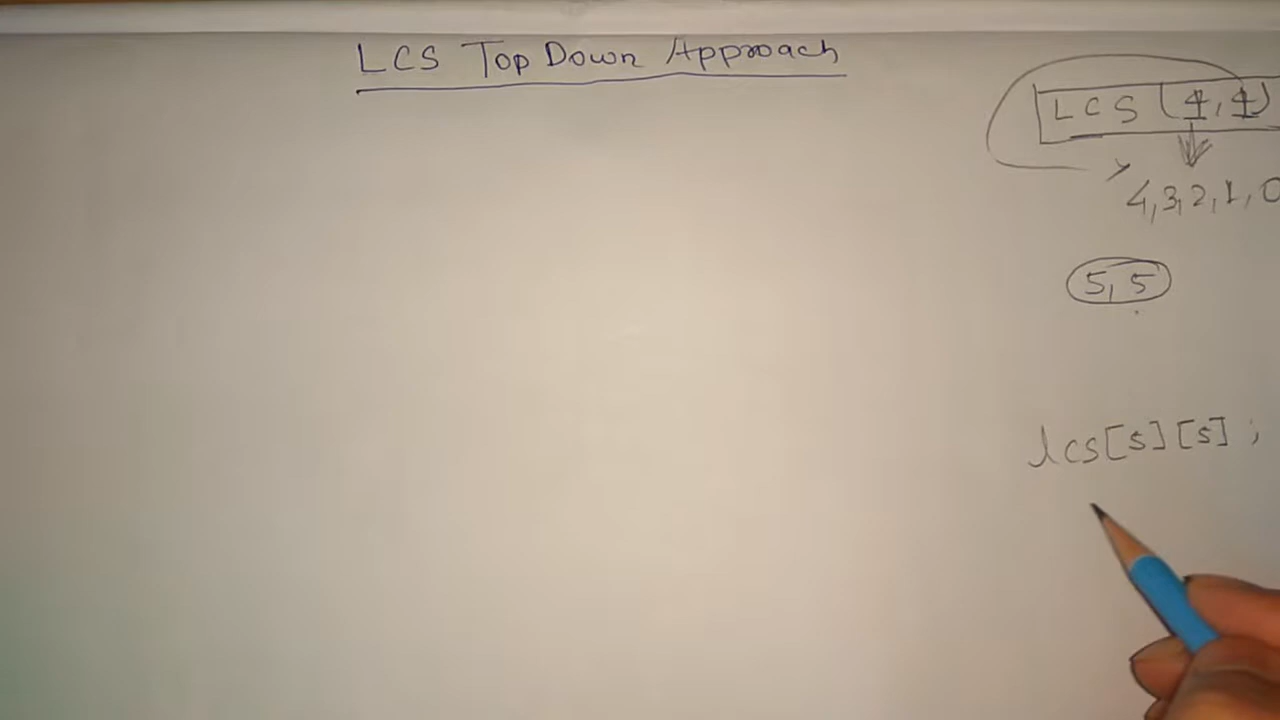 LCS Top Down Approach
LCS (4,4)
4,3,2,1,0
5,5
lcs[5][5];